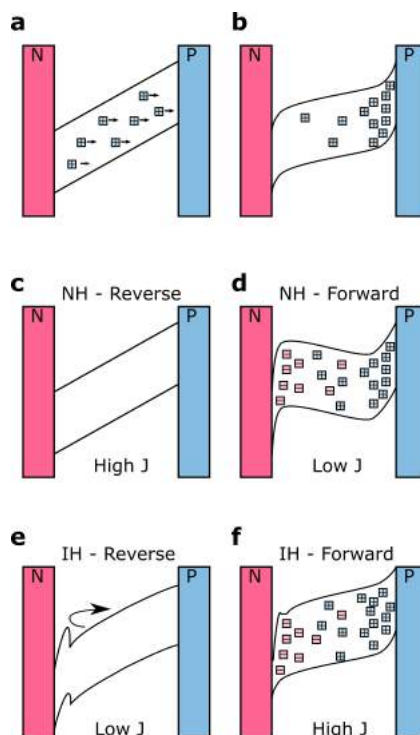 a
b
N
P
N
P
c
NH - Reverse
d
NH - Forward
N
P
N
P
High J
Low J
e
IH - Reverse
f
IH - Forward
N
P
N
P
Low J
High J